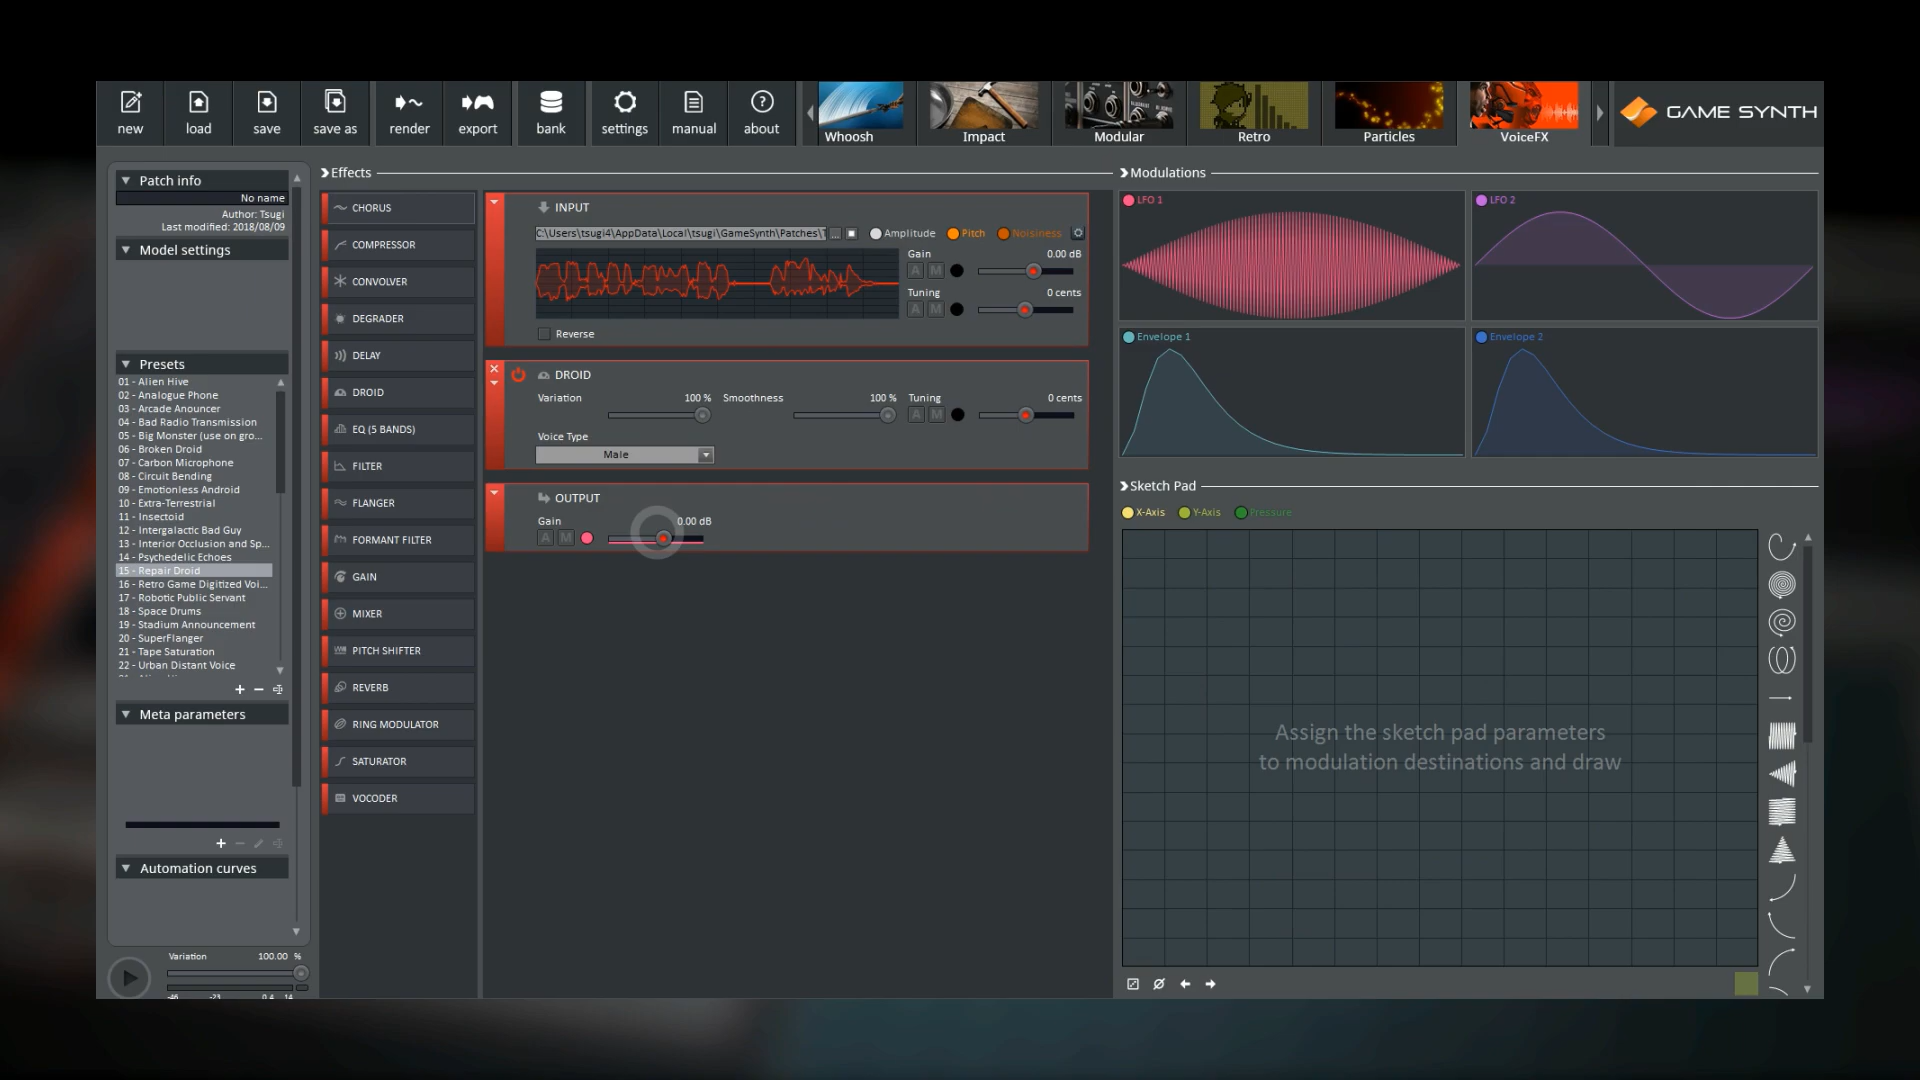 new
load
save
save as
render
export
bank
settings
manual
about
Whoosh
Impact
Modular
Retro
Particles
VoiceFX
GAME SYNTH
Patch info
No name
Author: Tsugi
Last modified: 2018/08/09
Model settings
Presets
01 - Alien Hive
02 - Analogue Phone
03 - Arcade Anouncer
04 - Bad Radio Transmission
05 - Big Monster (use on gro...
06 - Broken Droid
07 - Carbon Microphone
08 - Circuit Bending
09 - Emotionless Android
10 - Extra-Terrestrial
11 - Insectoid
12 - Intergalactic Bad Guy
13 - Interior Occlusion and Sp...
14 - Psychedelic Echoes
15 - Repair Droid
16 - Retro Game Digitized Voi...
17 - Robotic Public Servant
18 - Space Drums
19 - Stadium Announcement
20 - SuperFlanger
21 - Tape Saturation
22 - Urban Distant Voice
Meta parameters
Automation curves
Variation 100.00 %
-46 -23 0.4 14
Effects
CHORUS
COMPRESSOR
CONVOLVER
DEGRADER
DELAY
DROID
EQ (5 BANDS)
FILTER
FLANGER
FORMANT FILTER
GAIN
MIXER
PITCH SHIFTER
REVERB
RING MODULATOR
SATURATOR
VOCODER
INPUT
C:\Users\tsugi4\AppData\Local\tsugi\GameSynth\Patches\ ... Amplitude Pitch Noisiness
Gain 0.00 dB
A M
Tuning 0 cents
A M
Reverse
DROID
Variation 100 % Smoothness 100 % Tuning 0 cents
A M
Voice Type
Male
OUTPUT
Gain 0.00 dB
A M
Modulations
LFO 1
LFO 2
Envelope 1
Envelope 2
Sketch Pad
X-Axis Y-Axis Pressure
Assign the sketch pad parameters
to modulation destinations and draw